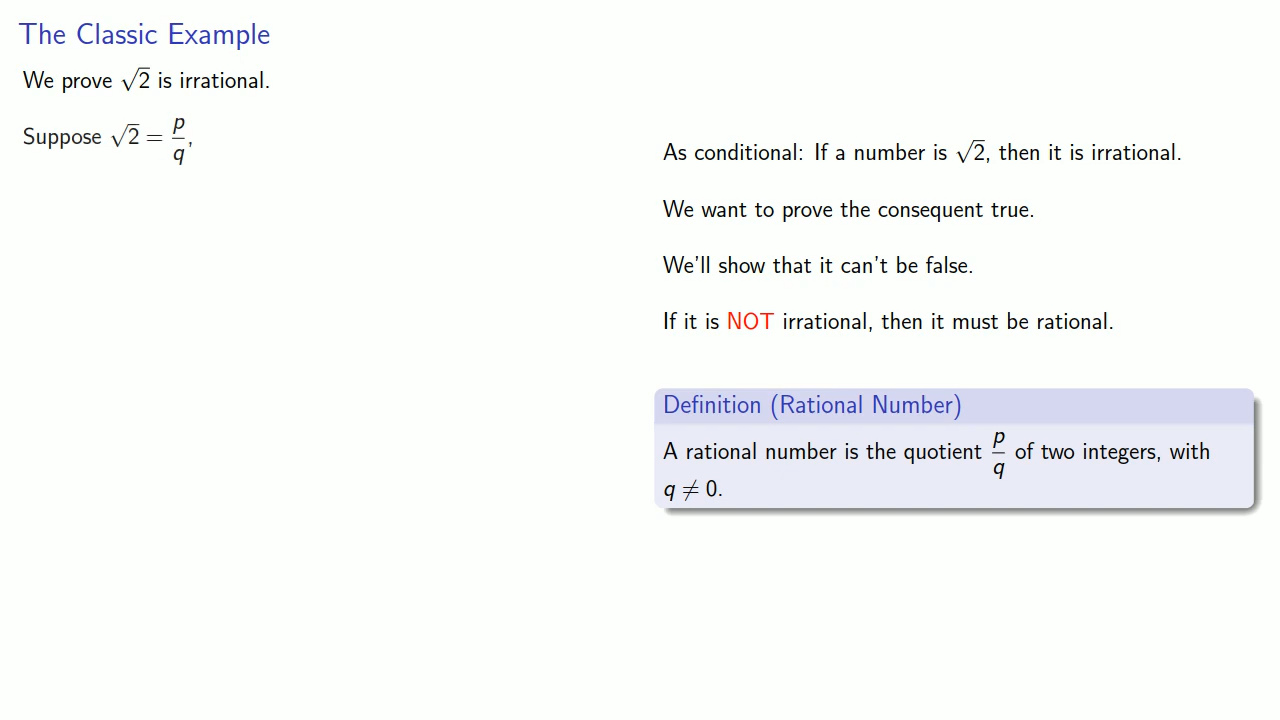 The Classic Example
We prove √2 is irrational.
Suppose √2 = p/q,
As conditional: If a number is √2, then it is irrational.
We want to prove the consequent true.
We'll show that it can't be false.
If it is NOT irrational, then it must be rational.
Definition (Rational Number)
A rational number is the quotient p/q of two integers, with
q ≠ 0.